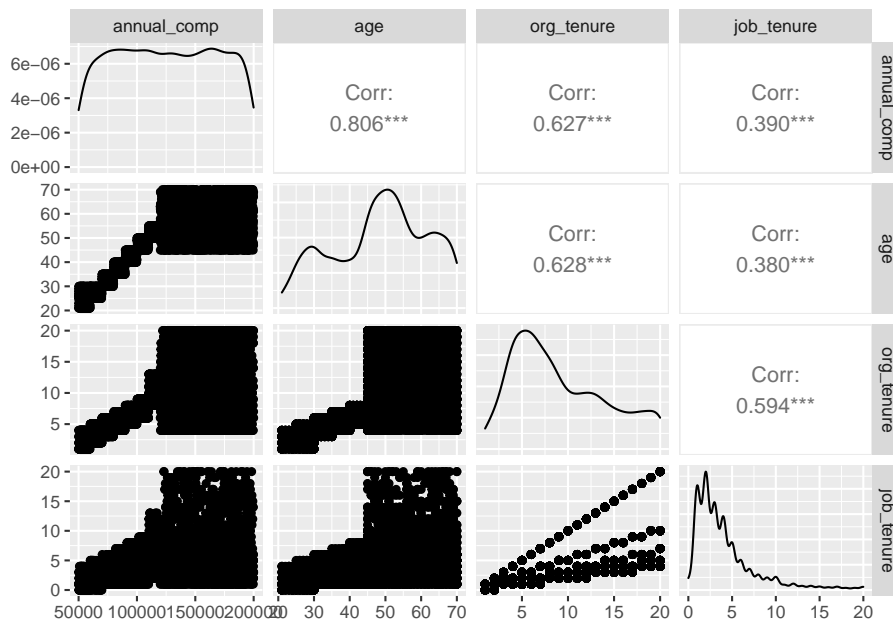 annual_comp
age
org_tenure
job_tenure
6e−06
4e−06
2e−06
0e+00
Corr:
0.806***
Corr:
0.627***
Corr:
0.390***
annual_comp
70
60
50
40
30
20
Corr:
0.628***
Corr:
0.380***
age
20
15
10
5
Corr:
0.594***
org_tenure
20
15
10
5
0
job_tenure
50000 100000 150000 200000
20 30 40 50 60 70
5 10 15 20
0 5 10 15 20